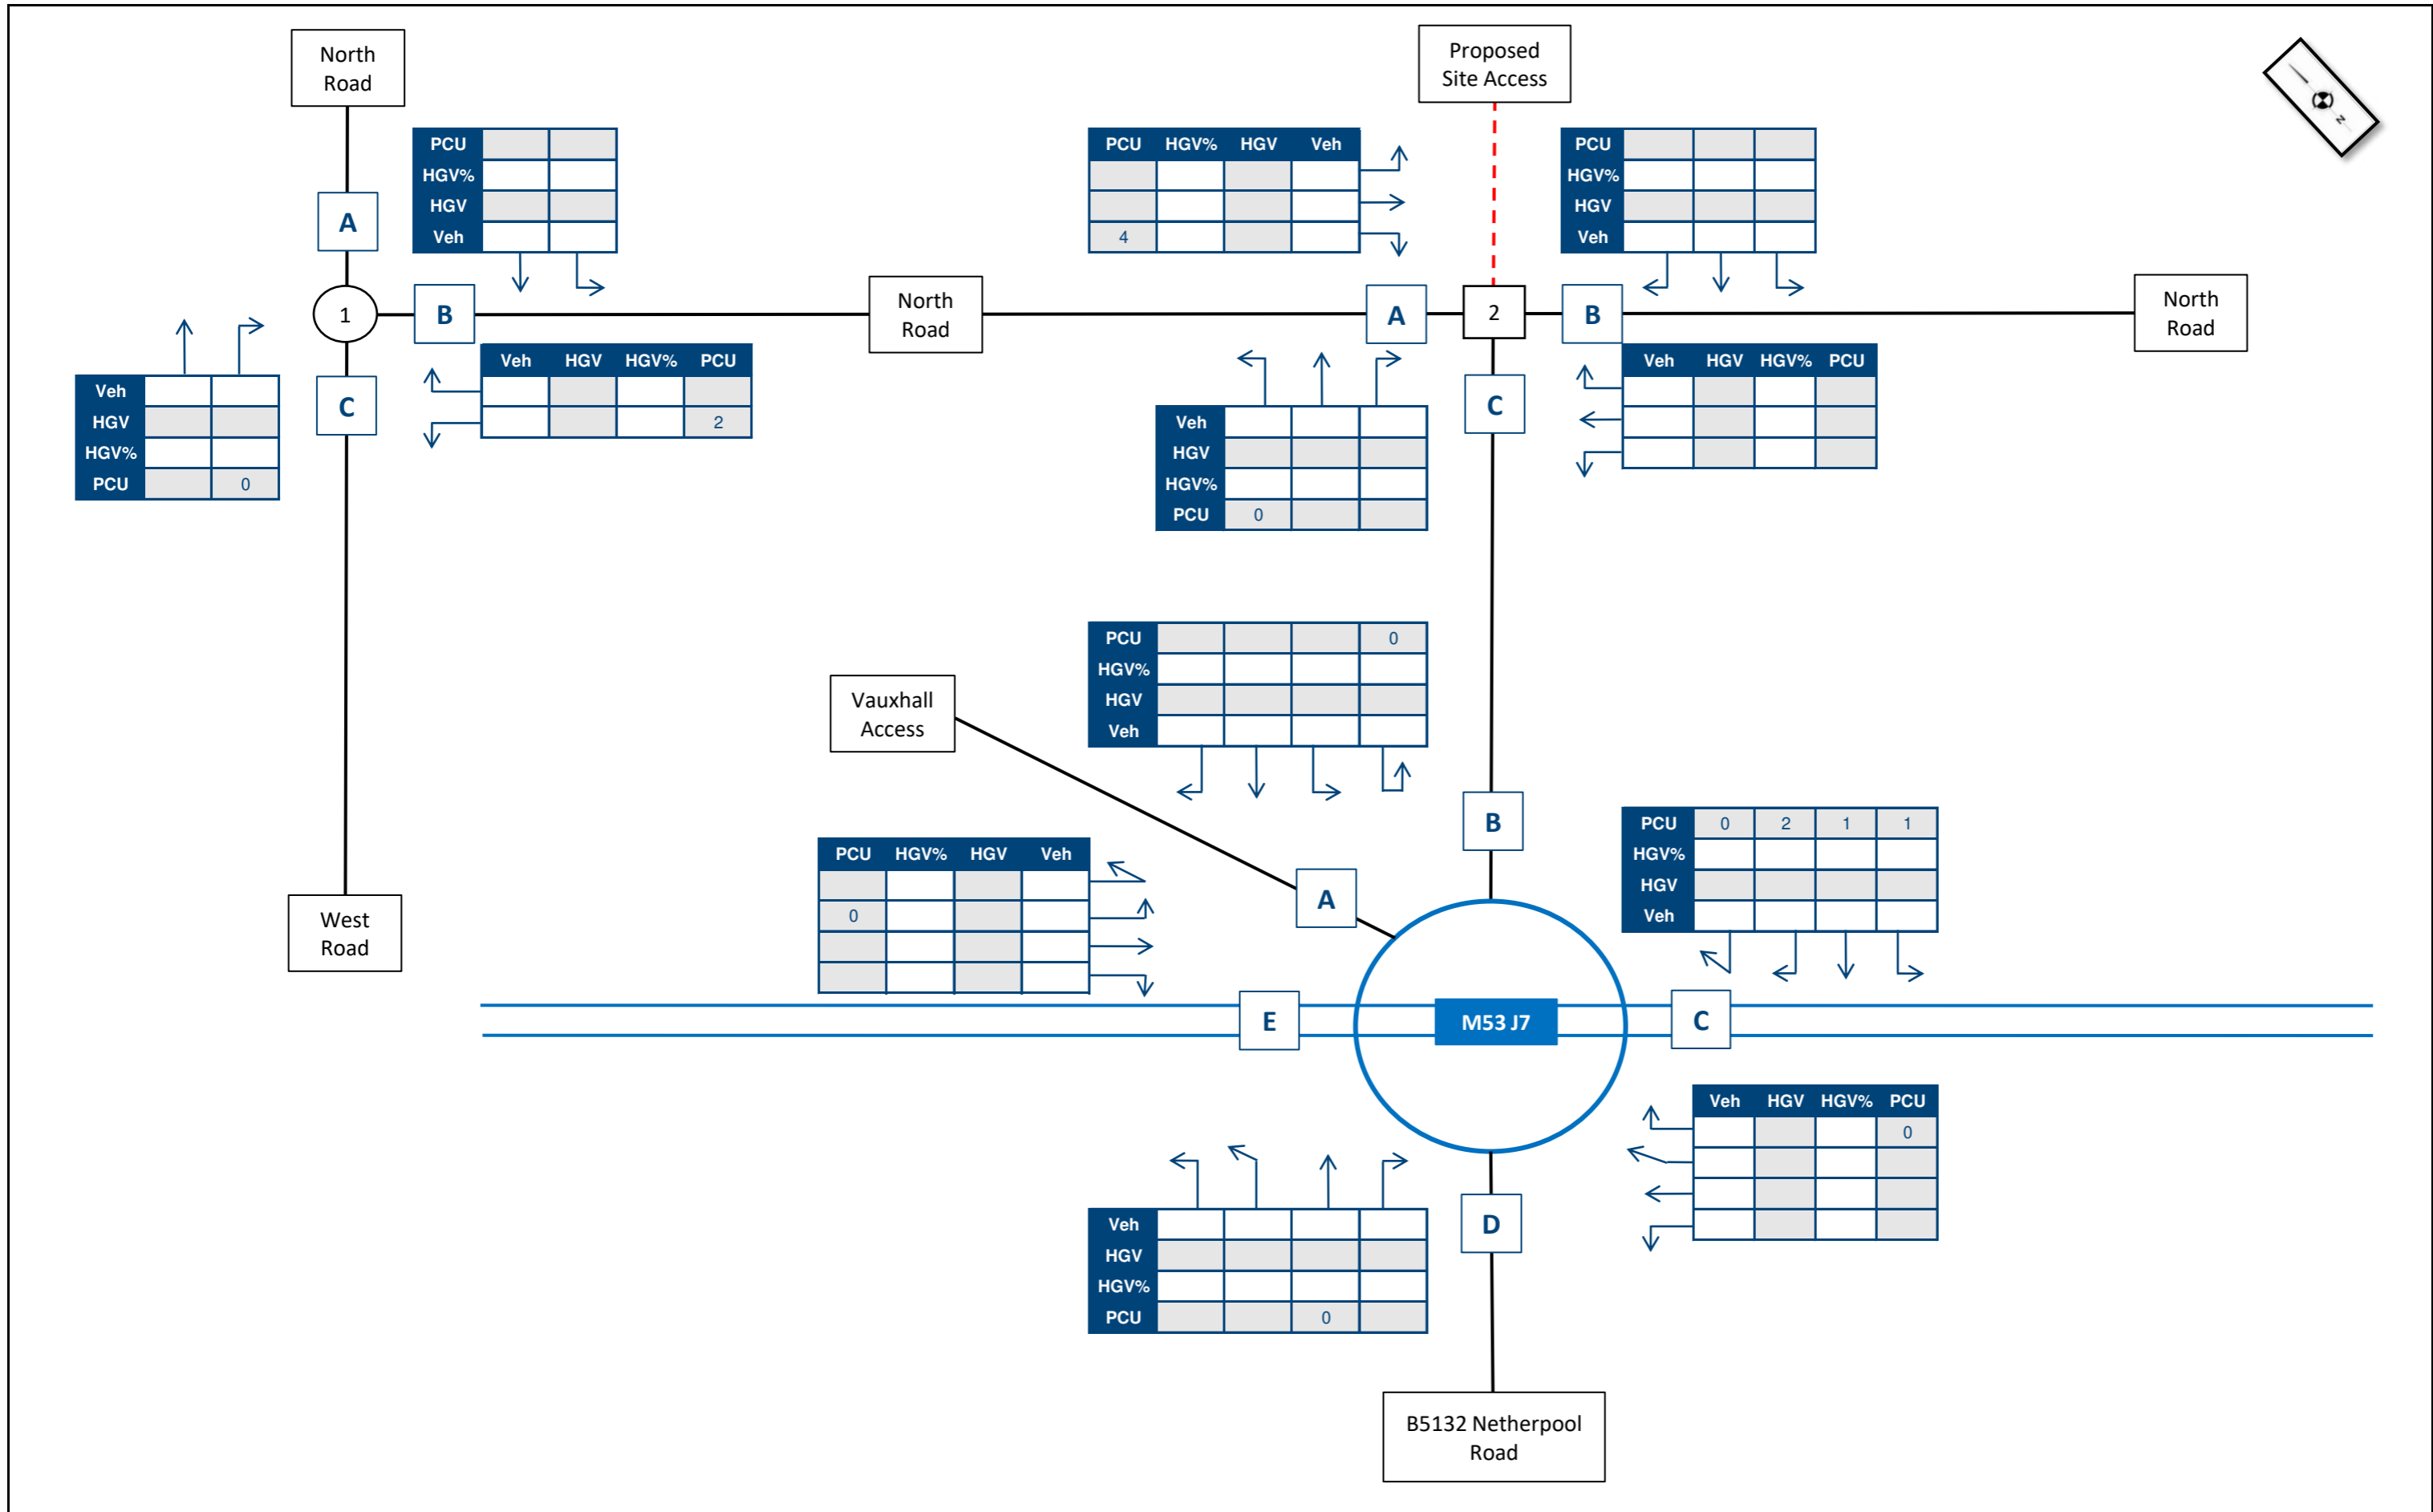 North
Road
Proposed
Site Access
N
PCU
HGV%
HGV
Veh
PCU HGV% HGV Veh
4
PCU
HGV%
HGV
Veh
A
1
B
North
Road
A
2
B
North
Road
Veh
HGV
HGV%
PCU 0
C
Veh HGV HGV% PCU
2
Veh
HGV
HGV%
PCU 0
C
Veh HGV HGV% PCU
PCU 0
HGV%
HGV
Veh
Vauxhall
Access
B
PCU 0 2 1 1
HGV%
HGV
Veh
PCU HGV% HGV Veh
0
A
West
Road
E
M53 J7
C
Veh HGV HGV% PCU
0
Veh
HGV
HGV%
PCU 0
D
B5132 Netherpool
Road